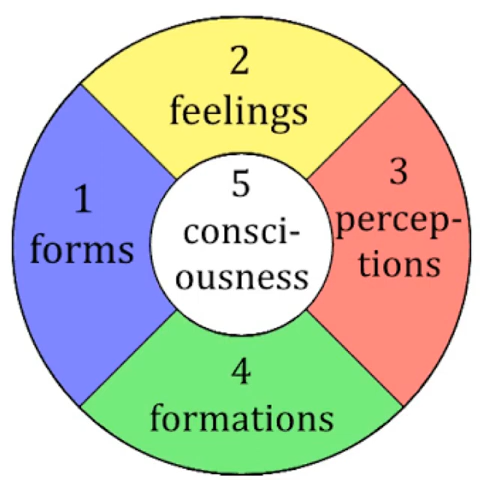 2
feelings
1
forms
5
consci-
ousness
3
percep-
tions
4
formations